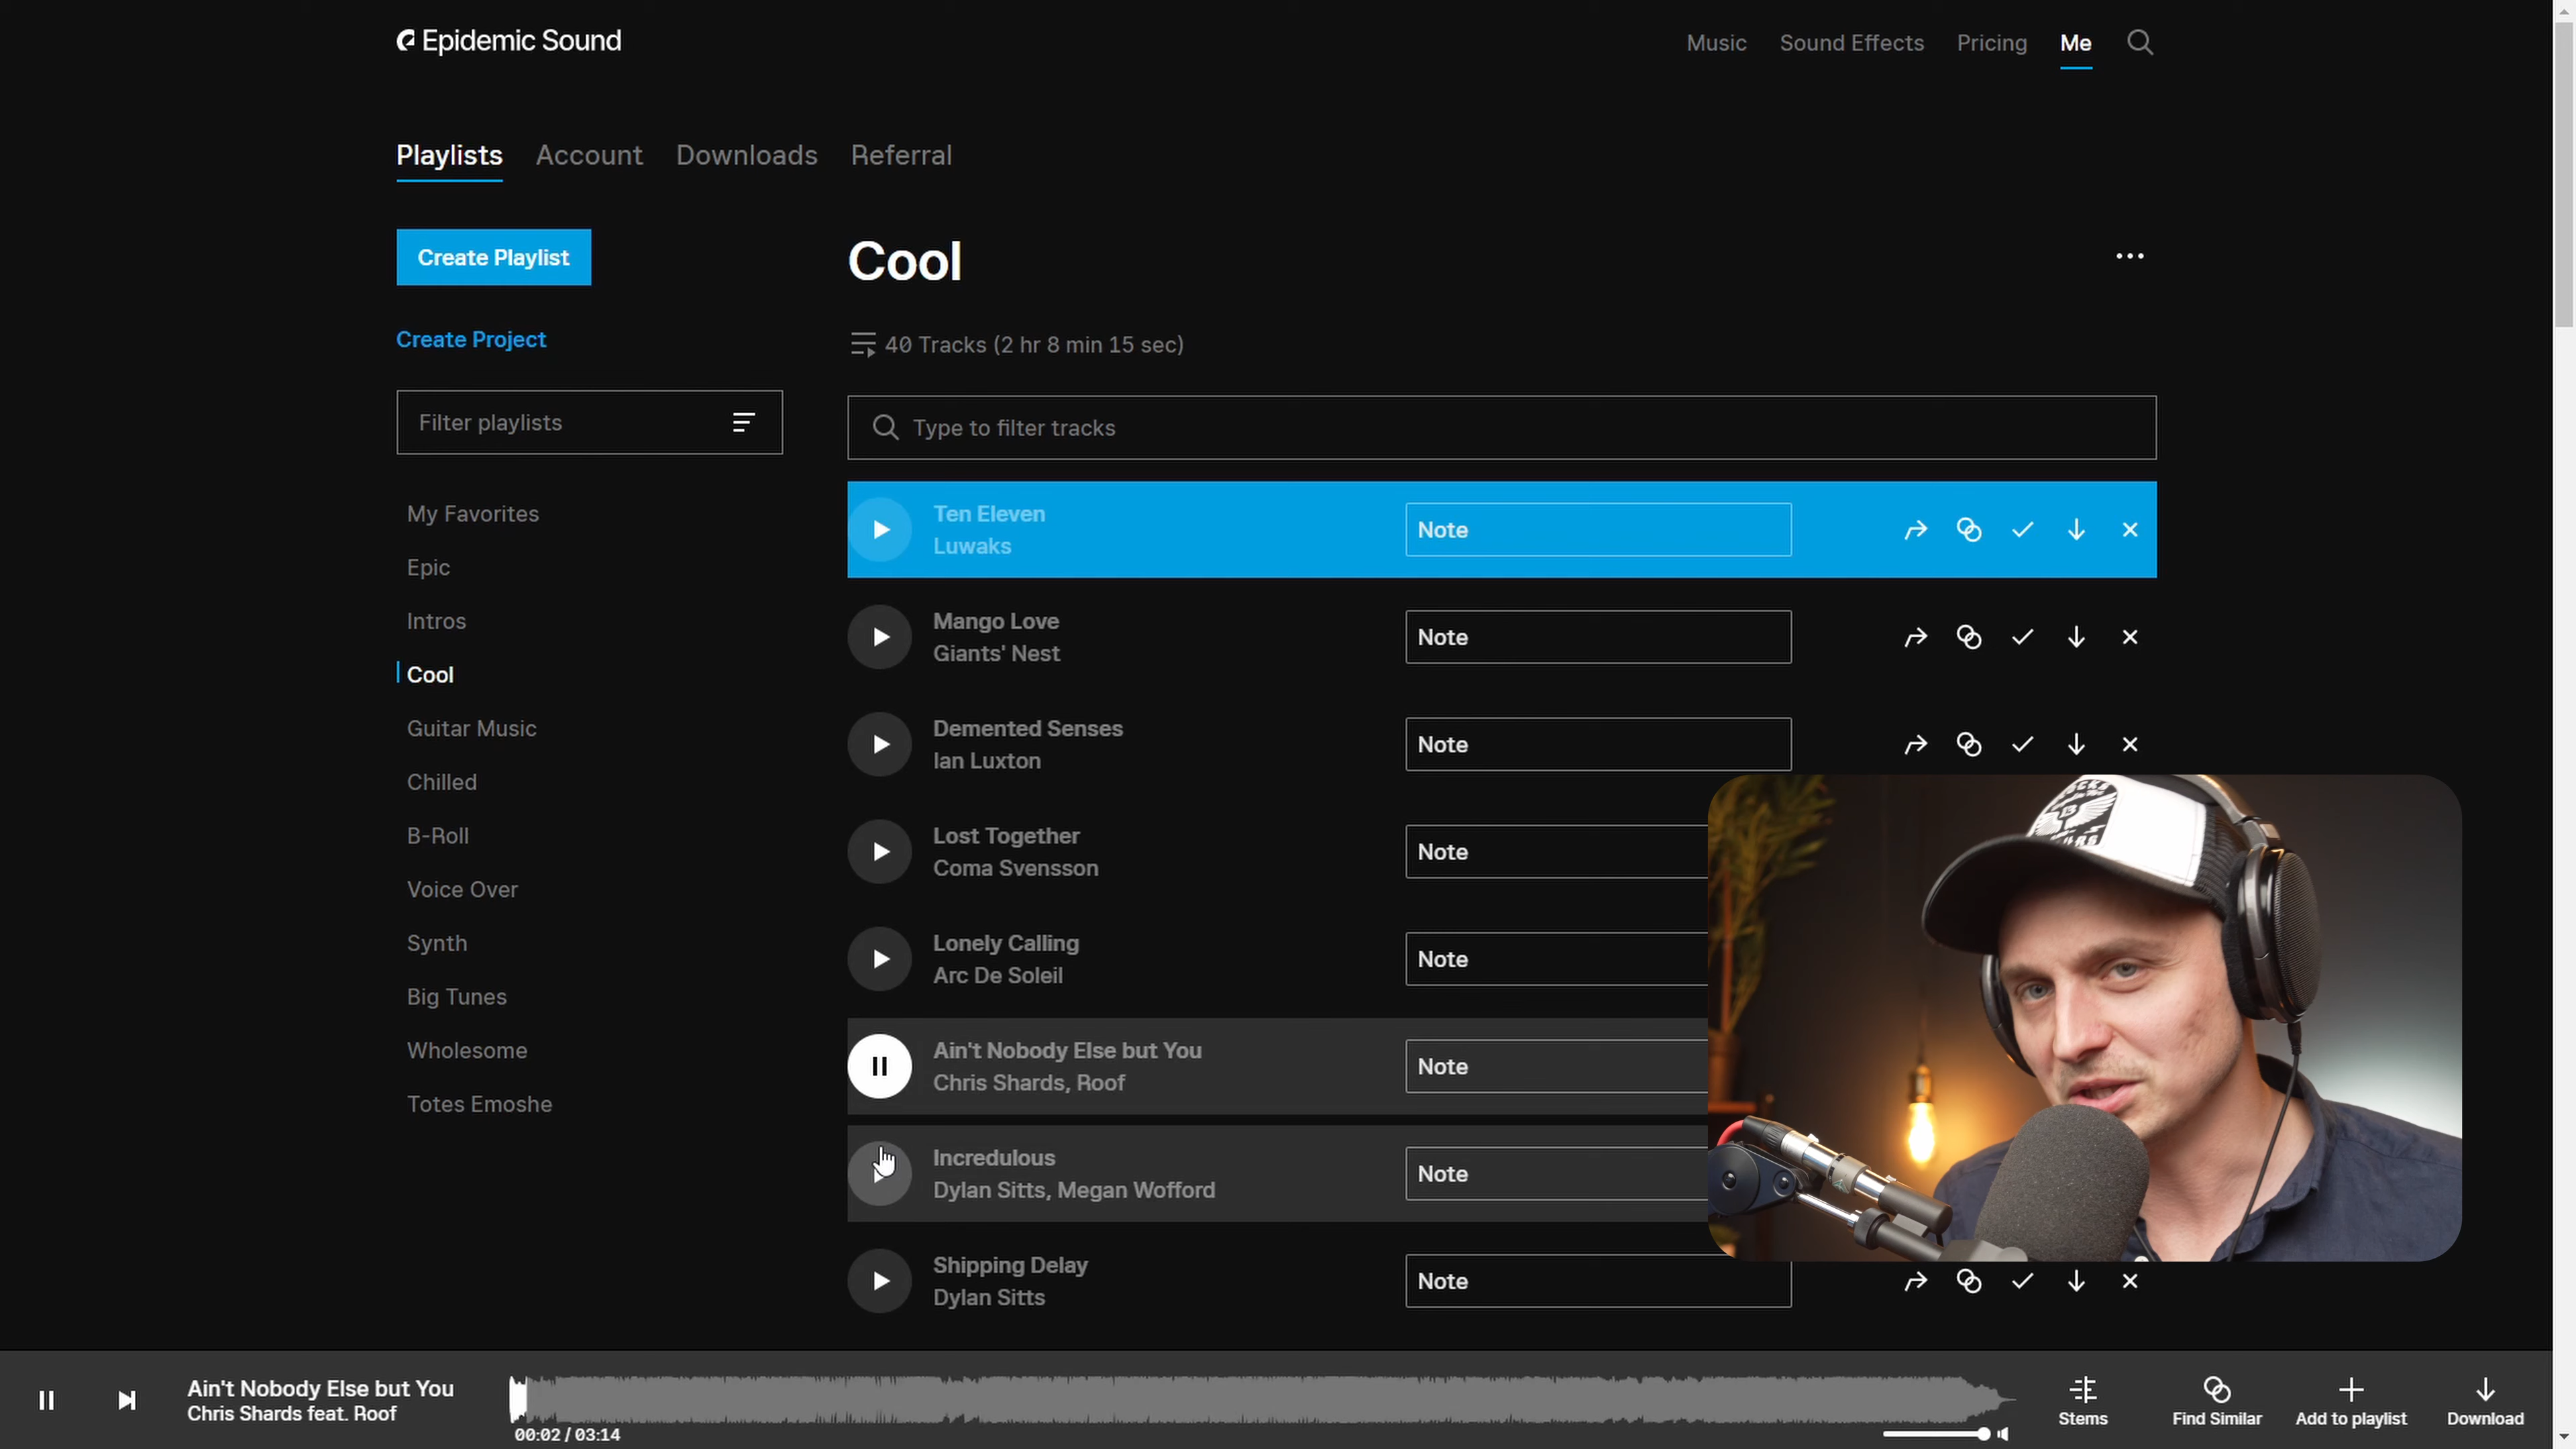 Epidemic Sound
Music Sound Effects Pricing Me
Playlists Account Downloads Referral
Create Playlist
Create Project
Filter playlists
My Favorites
Epic
Intros
Cool
Guitar Music
Chilled
B-Roll
Voice Over
Synth
Big Tunes
Wholesome
Totes Emoshe
Cool
40 Tracks (2 hr 8 min 15 sec)
Type to filter tracks
Ten Eleven
Luwaks
Note
Mango Love
Giants' Nest
Note
Demented Senses
Ian Luxton
Note
Lost Together
Coma Svensson
Note
Lonely Calling
Arc De Soleil
Note
Ain't Nobody Else but You
Chris Shards, Roof
Note
Incredulous
Dylan Sitts, Megan Wofford
Note
Shipping Delay
Dylan Sitts
Note
Ain't Nobody Else but You
Chris Shards feat. Roof
00:02 / 03:14
Stems
Find Similar
Add to playlist
Download